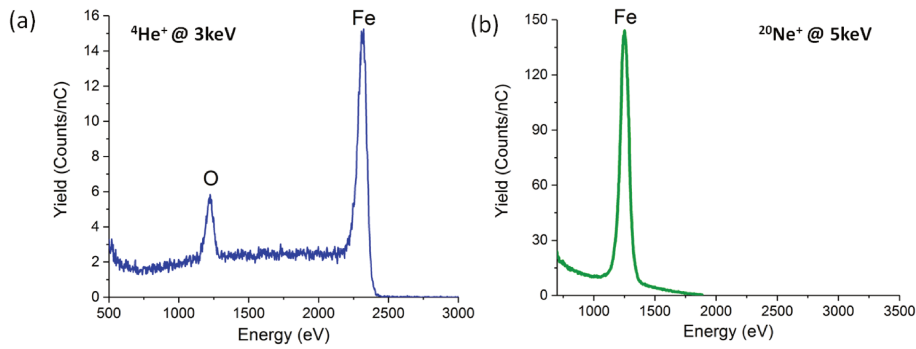 (a)
⁴He⁺ @ 3keV
Fe
O
16
14
12
10
8
6
4
2
0
Yield (Counts/nC)
500 1000 1500 2000 2500 3000
Energy (eV)
(b)
Fe
²⁰Ne⁺ @ 5keV
150
120
90
60
30
0
Yield (Counts/nC)
1000 1500 2000 2500 3000 3500
Energy (eV)